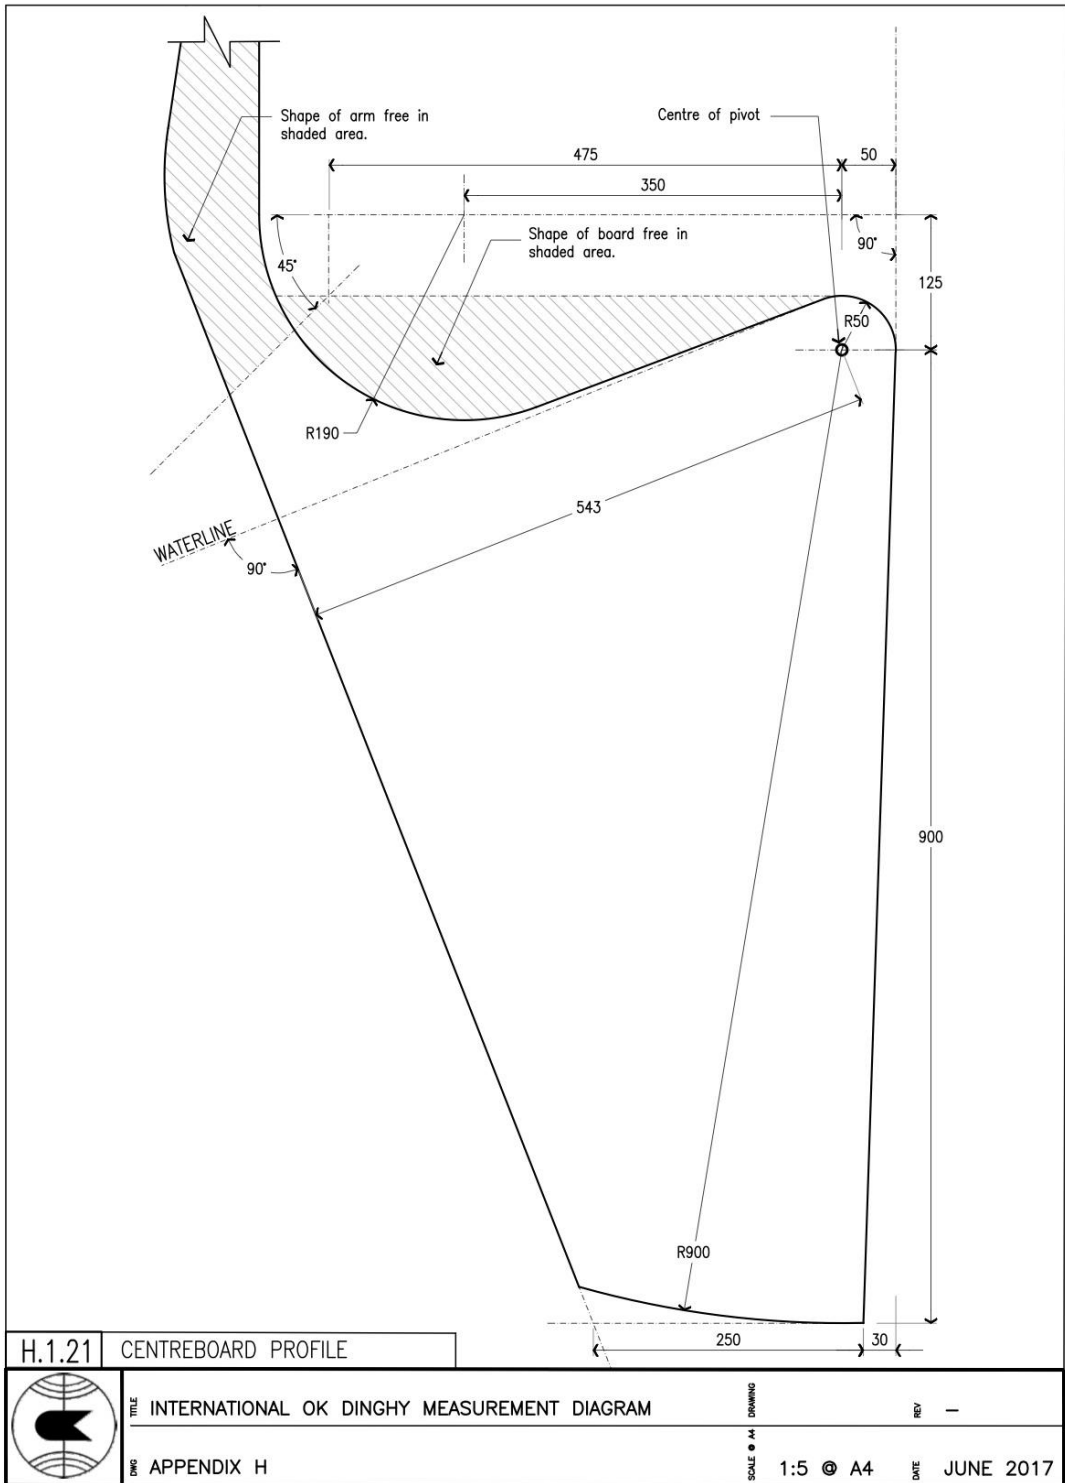 Shape of arm free in
shaded area.
Centre of pivot
475
50
350
Shape of board free in
shaded area.
90°
45°
125
R50
R190
543
WATERLINE
90°
900
R900
250
30
H.1.21 CENTREBOARD PROFILE
TITLE INTERNATIONAL OK DINGHY MEASUREMENT DIAGRAM
DRAWING
SCALE @ A4
REV –
DWG APPENDIX H
1:5 @ A4
DATE JUNE 2017